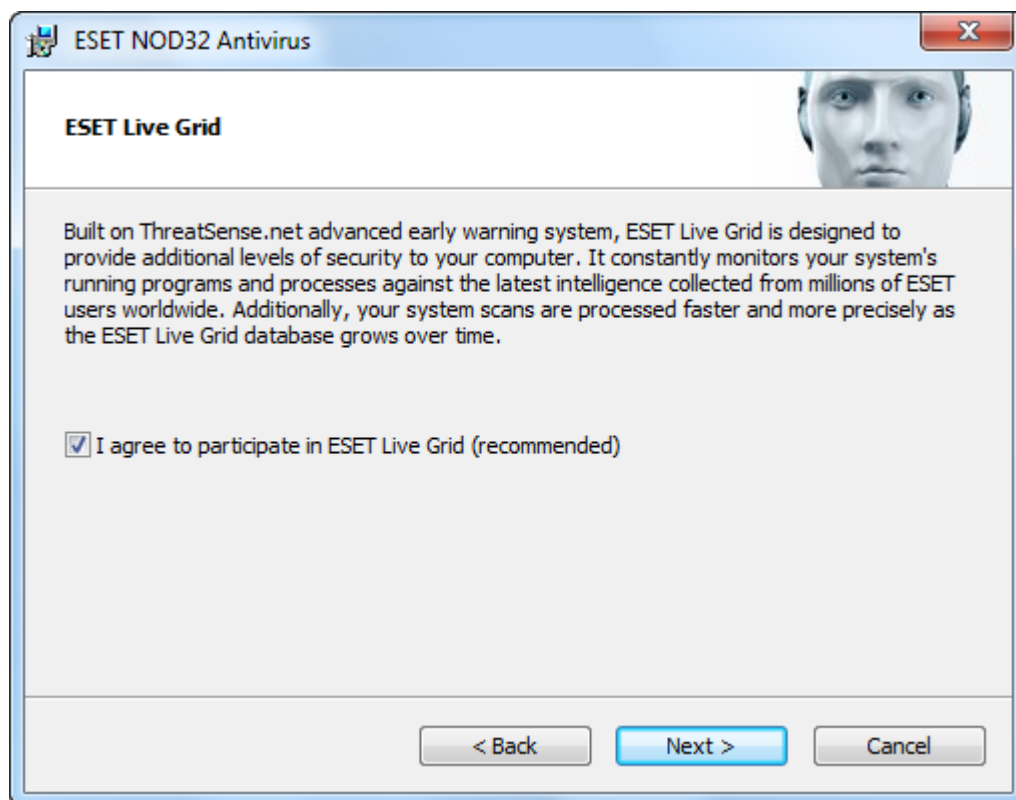 ESET NOD32 Antivirus
ESET Live Grid
Built on ThreatSense.net advanced early warning system, ESET Live Grid is designed to
provide additional levels of security to your computer. It constantly monitors your system's
running programs and processes against the latest intelligence collected from millions of ESET
users worldwide. Additionally, your system scans are processed faster and more precisely as
the ESET Live Grid database grows over time.
I agree to participate in ESET Live Grid (recommended)
< Back Next > Cancel